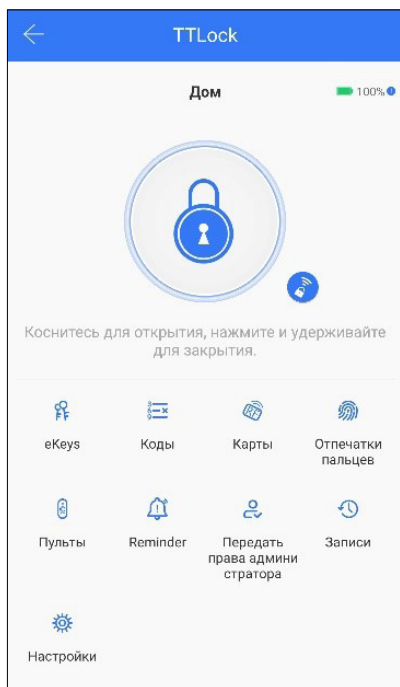 TTLock
Дом
100%
Коснитесь для открытия, нажмите и удерживайте
для закрытия.
eKeys
Коды
Карты
Отпечатки
пальцев
Пульты
Reminder
Передать
права админи
стратора
Записи
Настройки